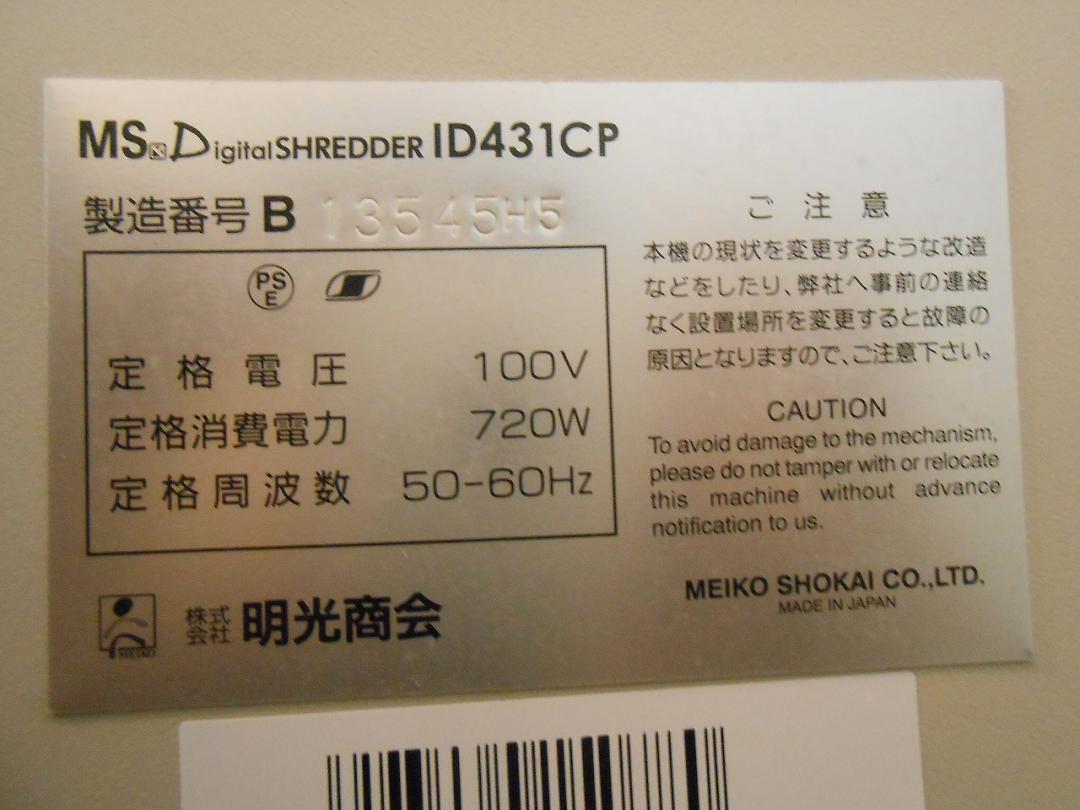 MS Digital SHREDDER ID431CP
製造番号 B 13545H5
PS
E
定格電圧 100V
定格消費電力 720W
定格周波数 50-60Hz
MEIKO
株式
会社 明光商会
ご注意
本機の現状を変更するような改造
などをしたり、弊社へ事前の連絡
なく設置場所を変更すると故障の
原因となりますので、ご注意下さい。
CAUTION
To avoid damage to the mechanism,
please do not tamper with or relocate
this machine without advance
notification to us.
MEIKO SHOKAI CO.,LTD.
MADE IN JAPAN